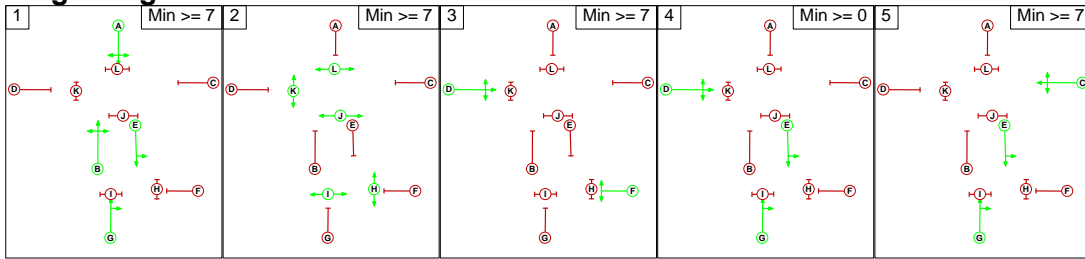 1 Min >= 7 2 Min >= 7 3 Min >= 7 4 Min >= 0 5 Min >= 7
A A A A A
L L L L L
D K C D K C D K C D K C D K C
J J J J J
E E E E E
B B B B B
I H F I H F I H F I H F I H F
G G G G G